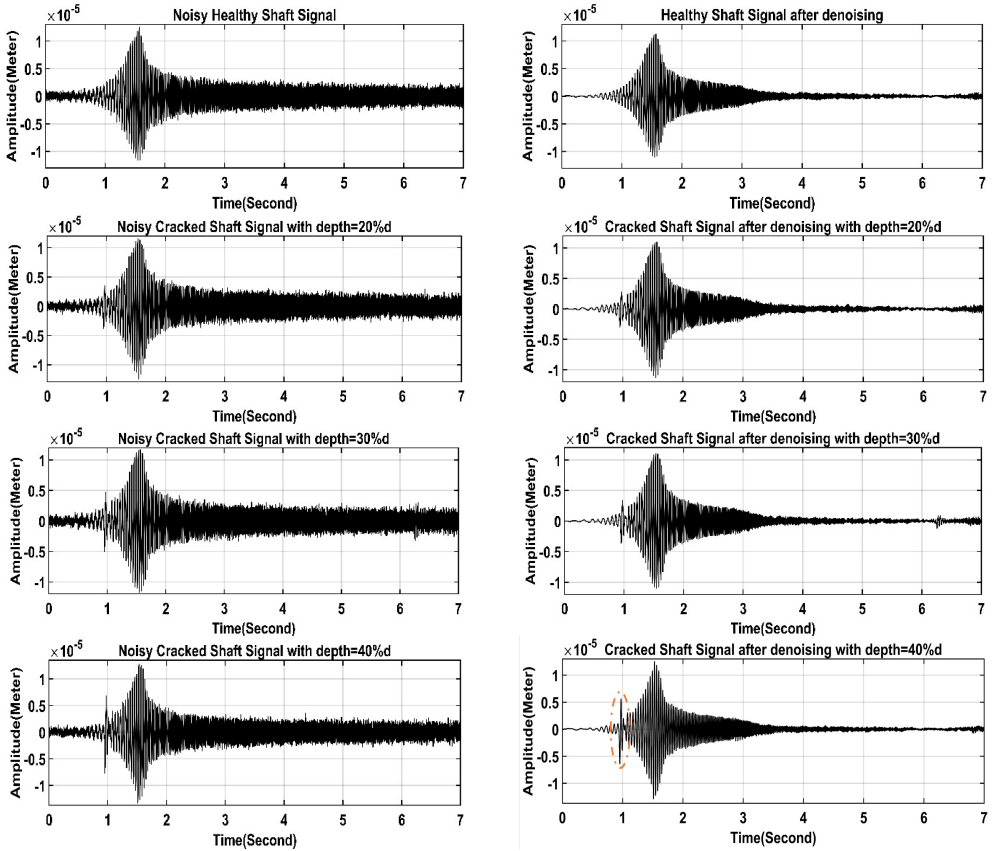 Noisy Healthy Shaft Signal
×10-5
Amplitude(Meter)
1
0.5
0
-0.5
-1
0 1 2 3 4 5 6 7
Time(Second)
Healthy Shaft Signal after denoising
×10-5
Amplitude(Meter)
1
0.5
0
-0.5
-1
0 1 2 3 4 5 6 7
Time(Second)
Noisy Cracked Shaft Signal with depth=20%d
×10-5
Amplitude(Meter)
1
0.5
0
-0.5
-1
0 1 2 3 4 5 6 7
Time(Second)
Cracked Shaft Signal after denoising with depth=20%d
×10-5
Amplitude(Meter)
1
0.5
0
-0.5
-1
0 1 2 3 4 5 6 7
Time(Second)
Noisy Cracked Shaft Signal with depth=30%d
×10-5
Amplitude(Meter)
1
0.5
0
-0.5
-1
0 1 2 3 4 5 6 7
Time(Second)
Cracked Shaft Signal after denoising with depth=30%d
×10-5
Amplitude(Meter)
1
0.5
0
-0.5
-1
0 1 2 3 4 5 6 7
Time(Second)
Noisy Cracked Shaft Signal with depth=40%d
×10-5
Amplitude(Meter)
1
0.5
0
-0.5
-1
0 1 2 3 4 5 6 7
Time(Second)
Cracked Shaft Signal after denoising with depth=40%d
×10-5
Amplitude(Meter)
1
0.5
0
-0.5
-1
0 1 2 3 4 5 6 7
Time(Second)